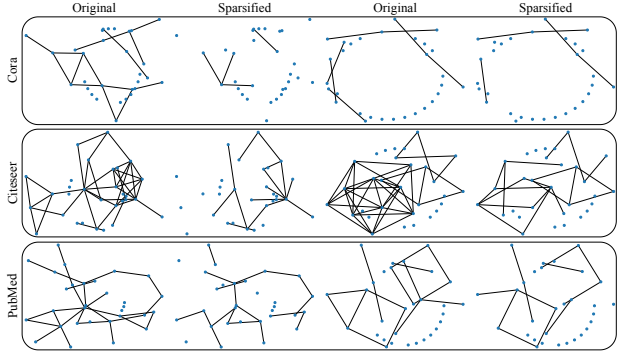 Original Sparsified Original Sparsified
Cora
Citeseer
PubMed